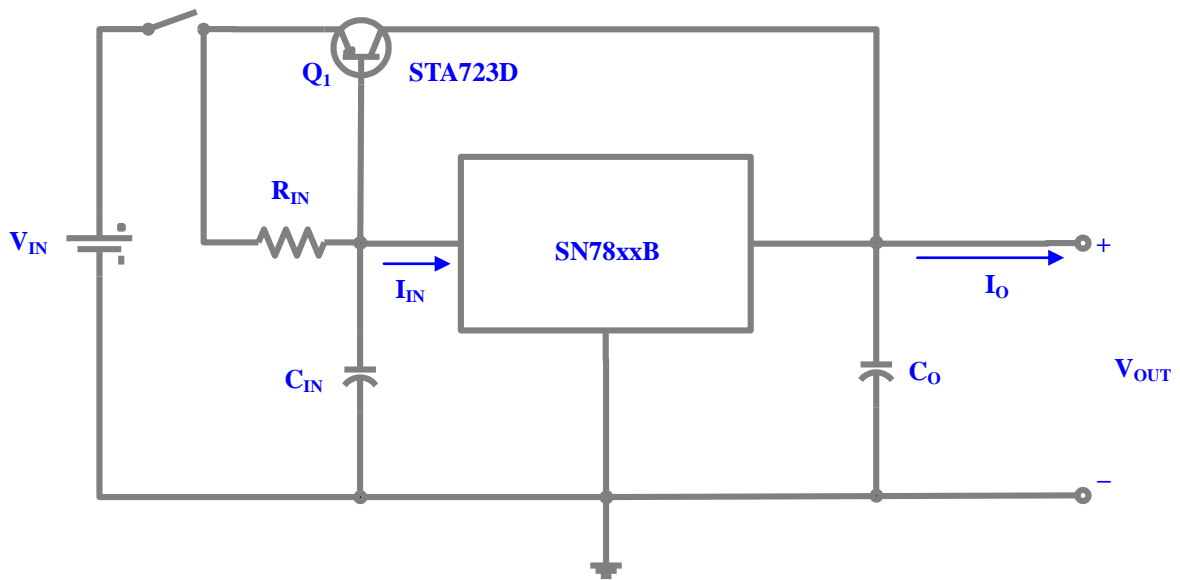 Q1 STA723D
RIN
VIN
SN78xxB
+
IIN
IO
CIN
CO
VOUT
−